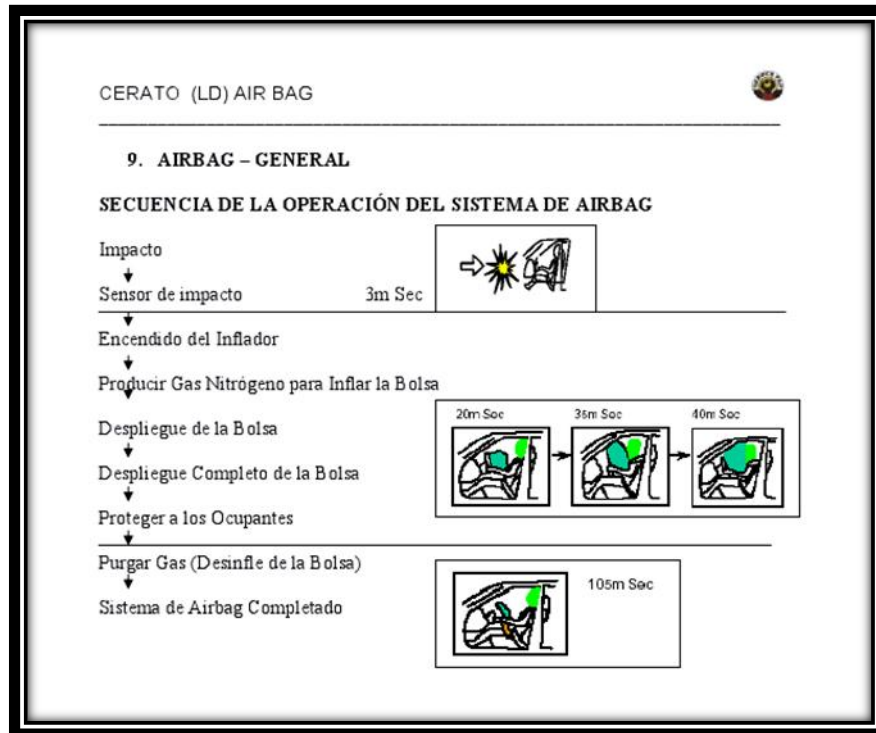 CERATO (LD) AIR BAG
9. AIRBAG – GENERAL
SECUENCIA DE LA OPERACIÓN DEL SISTEMA DE AIRBAG
Impacto
Sensor de impacto 3m Sec
Encendido del Inflador
Producir Gas Nitrógeno para Inflar la Bolsa
20m Sec 35m Sec 40m Sec
Despliegue de la Bolsa
Despliegue Completo de la Bolsa
Proteger a los Ocupantes
Purgar Gas (Desinfle de la Bolsa)
105m Sec
Sistema de Airbag Completado